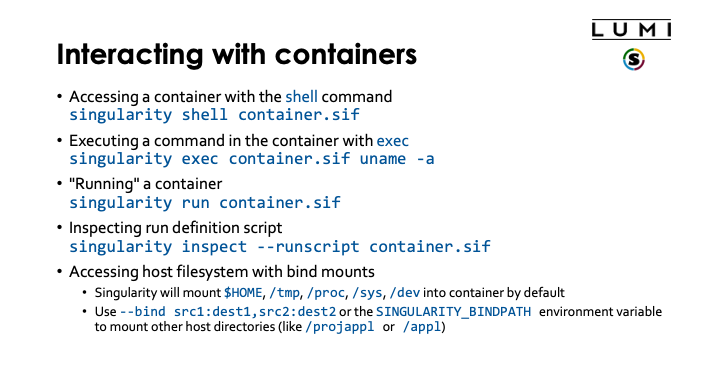 LUMI
S
Interacting with containers
• Accessing a container with the shell command
singularity shell container.sif
• Executing a command in the container with exec
singularity exec container.sif uname -a
• "Running" a container
singularity run container.sif
• Inspecting run definition script
singularity inspect --runscript container.sif
• Accessing host filesystem with bind mounts
• Singularity will mount $HOME, /tmp, /proc, /sys, /dev into container by default
• Use --bind src1:dest1,src2:dest2 or the SINGULARITY_BINDPATH environment variable
to mount other host directories (like /projappl or /appl)